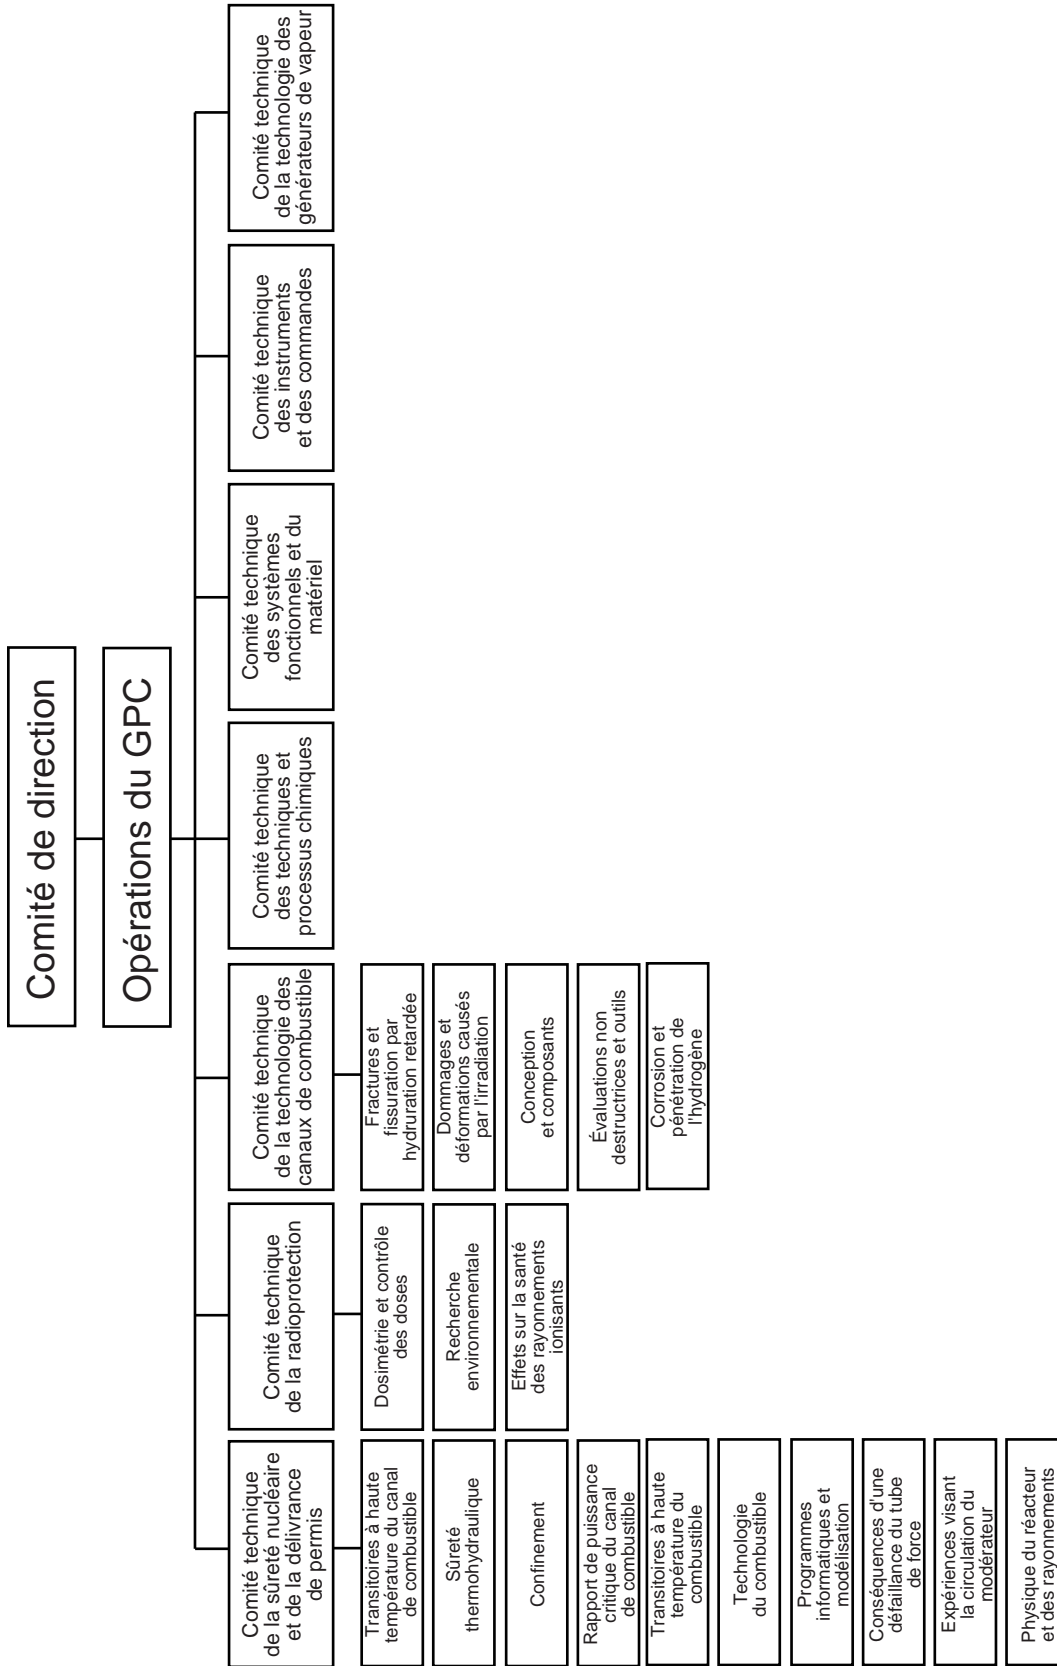 Comité de direction
Opérations du GPC
Comité technique
de la sûreté nucléaire
et de la délivrance
de permis
Transitoires à haute
température du canal
de combustible
Sûreté
thermohydraulique
Confinement
Rapport de puissance
critique du canal
de combustible
Transitoires à haute
température du
combustible
Technologie
du combustible
Programmes
informatiques et
modélisation
Conséquences d'une
défaillance du tube
de force
Expériences visant
la circulation du
modérateur
Physique du réacteur
et des rayonnements
Comité technique
de la radioprotection
Dosimétrie et contrôle
des doses
Recherche
environnementale
Effets sur la santé
des rayonnements
ionisants
Comité technique
de la technologie des
canaux de combustible
Fractures et
fissuration par
hydruration retardée
Dommages et
déformations causés
par l'irradiation
Conception
et composants
Évaluations non
destructrices et outils
Corrosion et
pénétration de
l'hydrogène
Comité technique
des techniques et
processus chimiques
Comité technique
des systèmes
fonctionnels et du
matériel
Comité technique
des instruments
et des commandes
Comité technique
de la technologie des
générateurs de vapeur